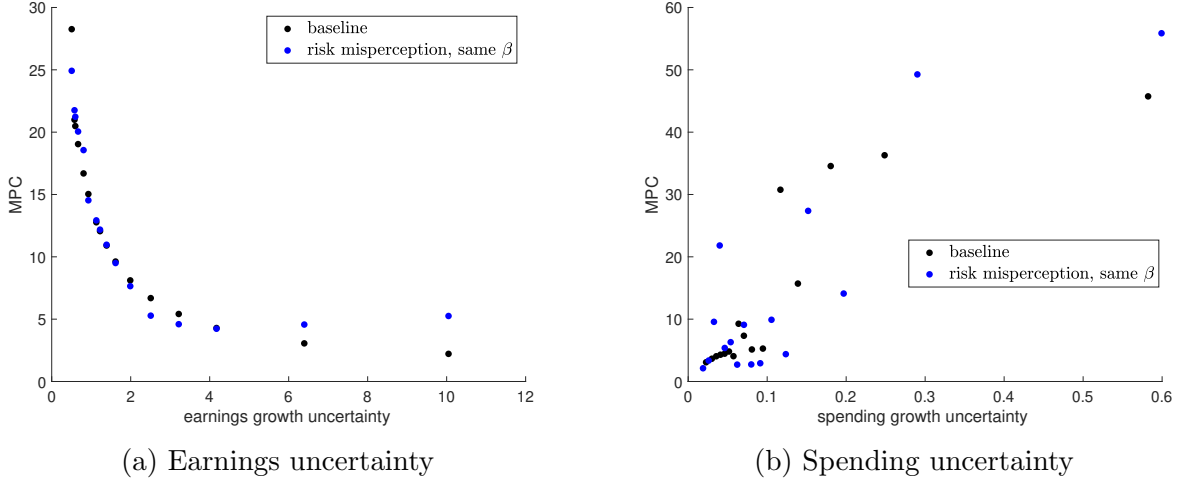 30
25
20
15
10
5
0
MPC
0 2 4 6 8 10 12
earnings growth uncertainty
baseline
risk misperception, same β
(a) Earnings uncertainty
60
50
40
30
20
10
0
MPC
0 0.1 0.2 0.3 0.4 0.5 0.6
spending growth uncertainty
baseline
risk misperception, same β
(b) Spending uncertainty